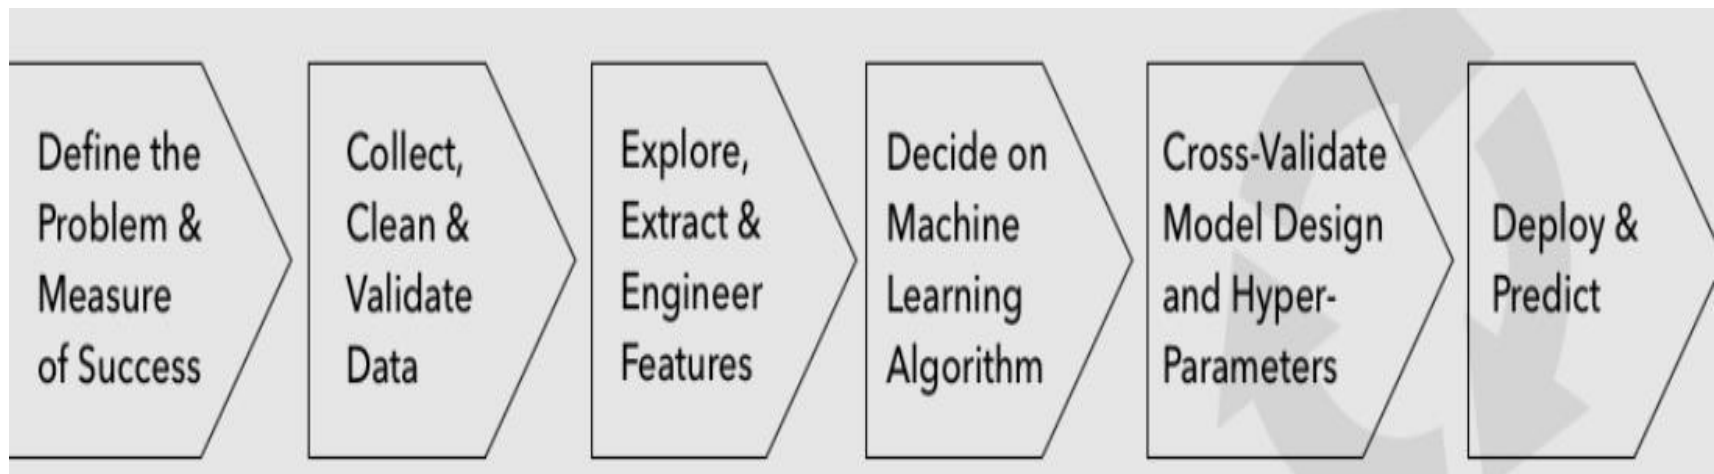 Define the
Problem &
Measure
of Success
Collect,
Clean &
Validate
Data
Explore,
Extract &
Engineer
Features
Decide on
Machine
Learning
Algorithm
Cross-Validate
Model Design
and Hyper-
Parameters
Deploy &
Predict